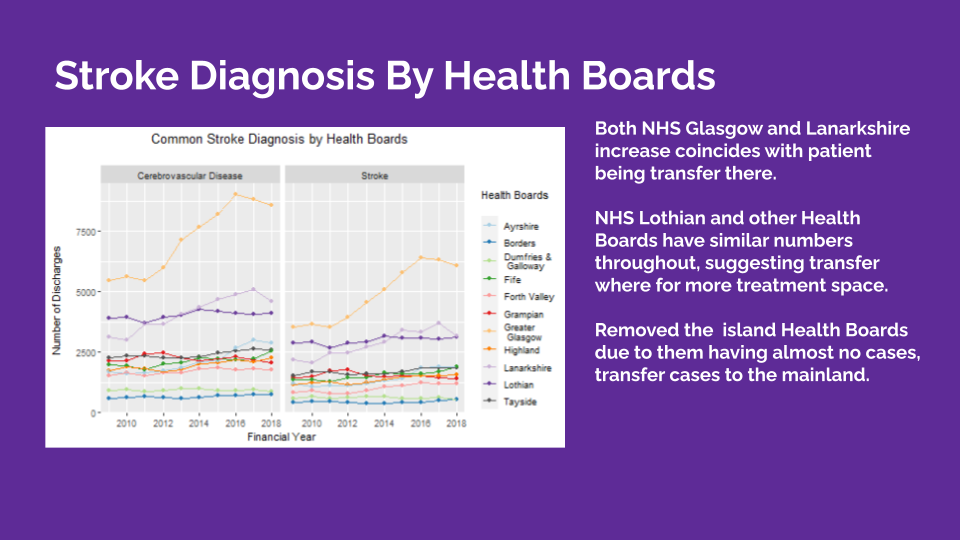 Stroke Diagnosis By Health Boards
Common Stroke Diagnosis by Health Boards
Cerebrovascular Disease
Stroke
Number of Discharges
7500
5000
2500
0
2010 2012 2014 2016 2018
2010 2012 2014 2016 2018
Financial Year
Health Boards
Ayrshire
Borders
Dumfries &
Galloway
Fife
Forth Valley
Grampian
Greater
Glasgow
Highland
Lanarkshire
Lothian
Tayside
Both NHS Glasgow and Lanarkshire
increase coincides with patient
being transfer there.
NHS Lothian and other Health
Boards have similar numbers
throughout, suggesting transfer
where for more treatment space.
Removed the island Health Boards
due to them having almost no cases,
transfer cases to the mainland.